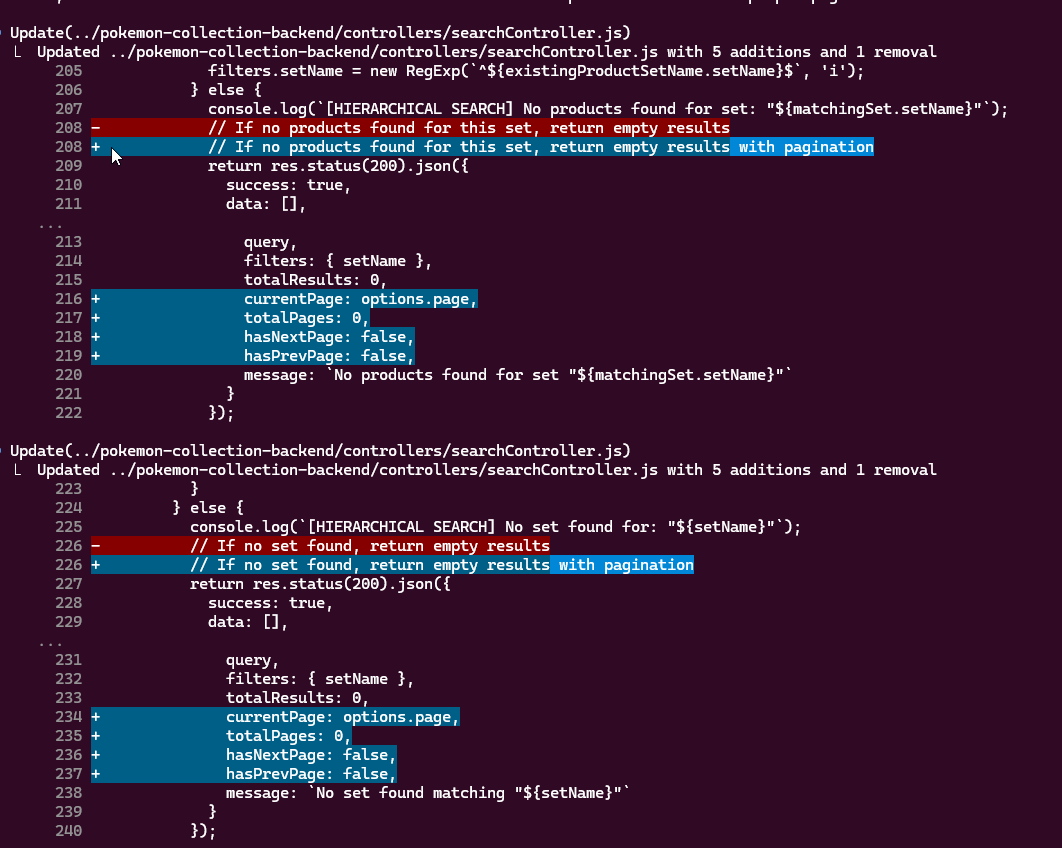 Update(../pokemon-collection-backend/controllers/searchController.js)
└ Updated ../pokemon-collection-backend/controllers/searchController.js with 5 additions and 1 removal
205              filters.setName = new RegExp(`^${existingProductSetName.setName}$`, 'i');
206            } else {
207              console.log(`[HIERARCHICAL SEARCH] No products found for set: "${matchingSet.setName}"`);
208 -            // If no products found for this set, return empty results
208 +            // If no products found for this set, return empty results with pagination
209              return res.status(200).json({
210                success: true,
211                data: [],
...
213                  query,
214                  filters: { setName },
215                  totalResults: 0,
216 +                currentPage: options.page,
217 +                totalPages: 0,
218 +                hasNextPage: false,
219 +                hasPrevPage: false,
220                  message: `No products found for set "${matchingSet.setName}"`
221                }
222              });
Update(../pokemon-collection-backend/controllers/searchController.js)
└ Updated ../pokemon-collection-backend/controllers/searchController.js with 5 additions and 1 removal
223            }
224          } else {
225            console.log(`[HIERARCHICAL SEARCH] No set found for: "${setName}"`);
226 -          // If no set found, return empty results
226 +          // If no set found, return empty results with pagination
227            return res.status(200).json({
228              success: true,
229              data: [],
...
231                query,
232                filters: { setName },
233                totalResults: 0,
234 +              currentPage: options.page,
235 +              totalPages: 0,
236 +              hasNextPage: false,
237 +              hasPrevPage: false,
238                message: `No set found matching "${setName}"`
239              }
240            });